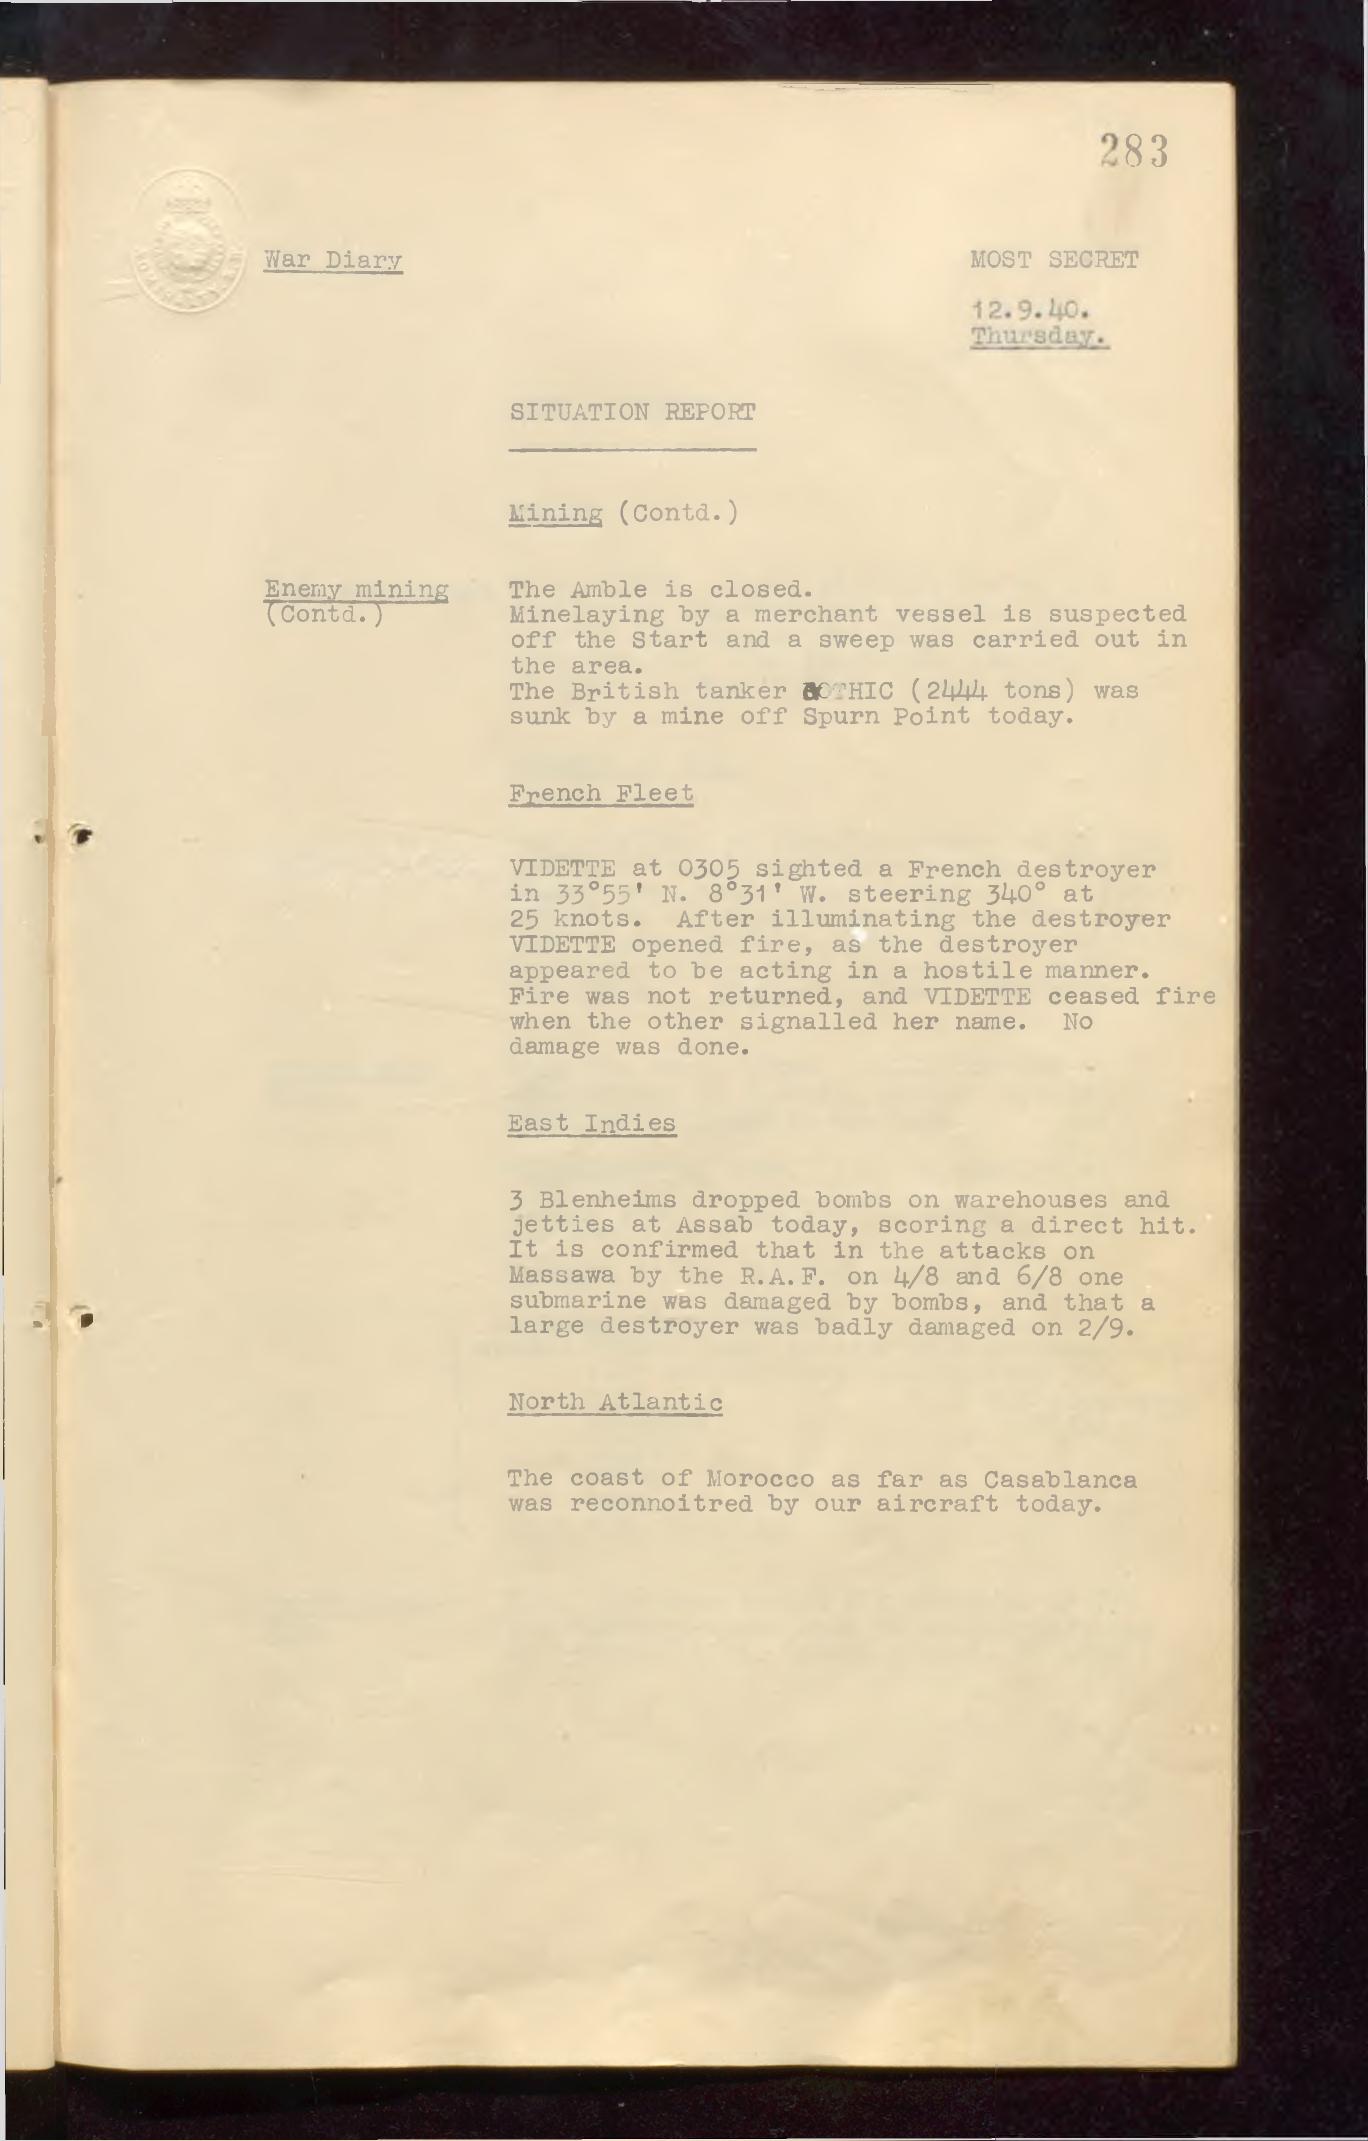 283
War Diary
MOST SECRET
12.9.40.
Thursday.
SITUATION REPORT
Mining (Contd.)
Enemy mining
(Contd.)
The Amble is closed.
Minelaying by a merchant vessel is suspected
off the Start and a sweep was carried out in
the area.
The British tanker GOTHIC (2444 tons) was
sunk by a mine off Spurn Point today.
French Fleet
VIDETTE at 0305 sighted a French destroyer
in 33°55' N. 8°31' W. steering 340° at
25 knots. After illuminating the destroyer
VIDETTE opened fire, as the destroyer
appeared to be acting in a hostile manner.
Fire was not returned, and VIDETTE ceased fire
when the other signalled her name. No
damage was done.
East Indies
3 Blenheims dropped bombs on warehouses and
jetties at Assab today, scoring a direct hit.
It is confirmed that in the attacks on
Massawa by the R.A.F. on 4/8 and 6/8 one
submarine was damaged by bombs, and that a
large destroyer was badly damaged on 2/9.
North Atlantic
The coast of Morocco as far as Casablanca
was reconnoitred by our aircraft today.